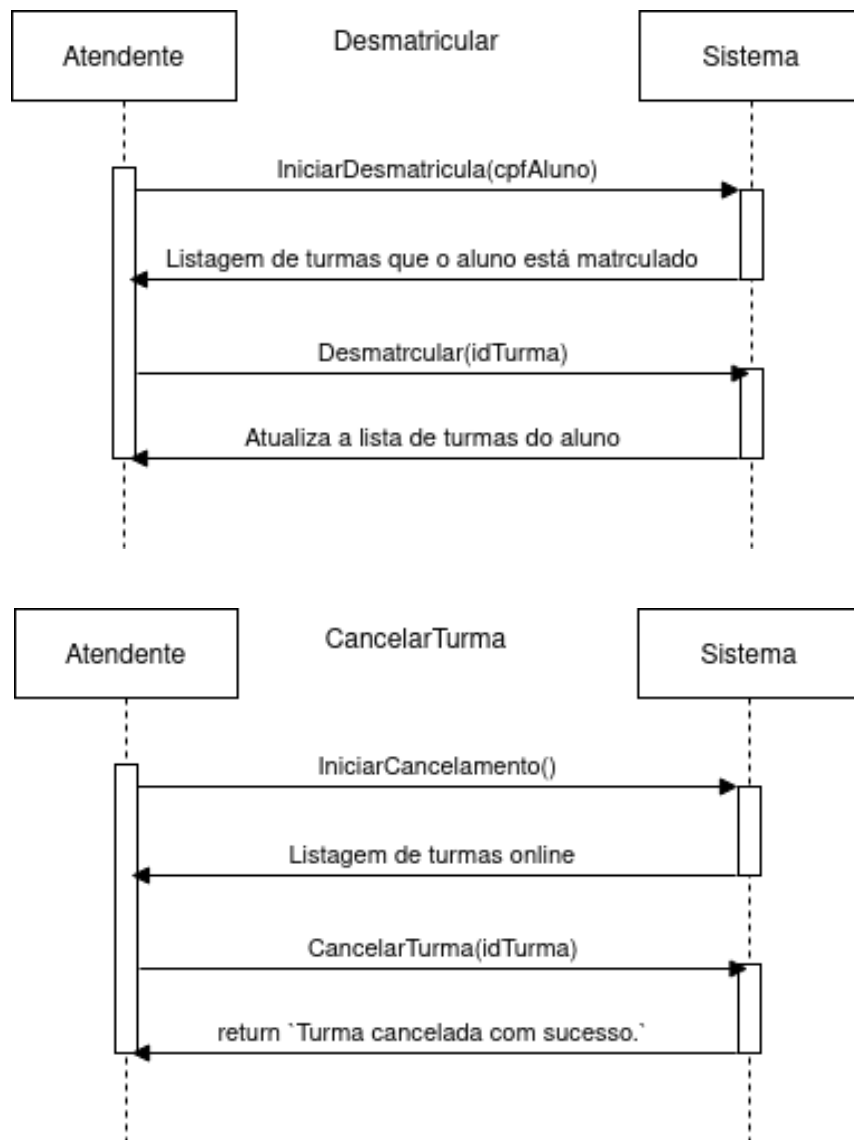 Desmatricular
Atendente
Sistema
IniciarDesmatricula(cpfAluno)
Listagem de turmas que o aluno está matrculado
Desmatrcular(idTurma)
Atualiza a lista de turmas do aluno
CancelarTurma
Atendente
Sistema
IniciarCancelamento()
Listagem de turmas online
CancelarTurma(idTurma)
return `Turma cancelada com sucesso.`